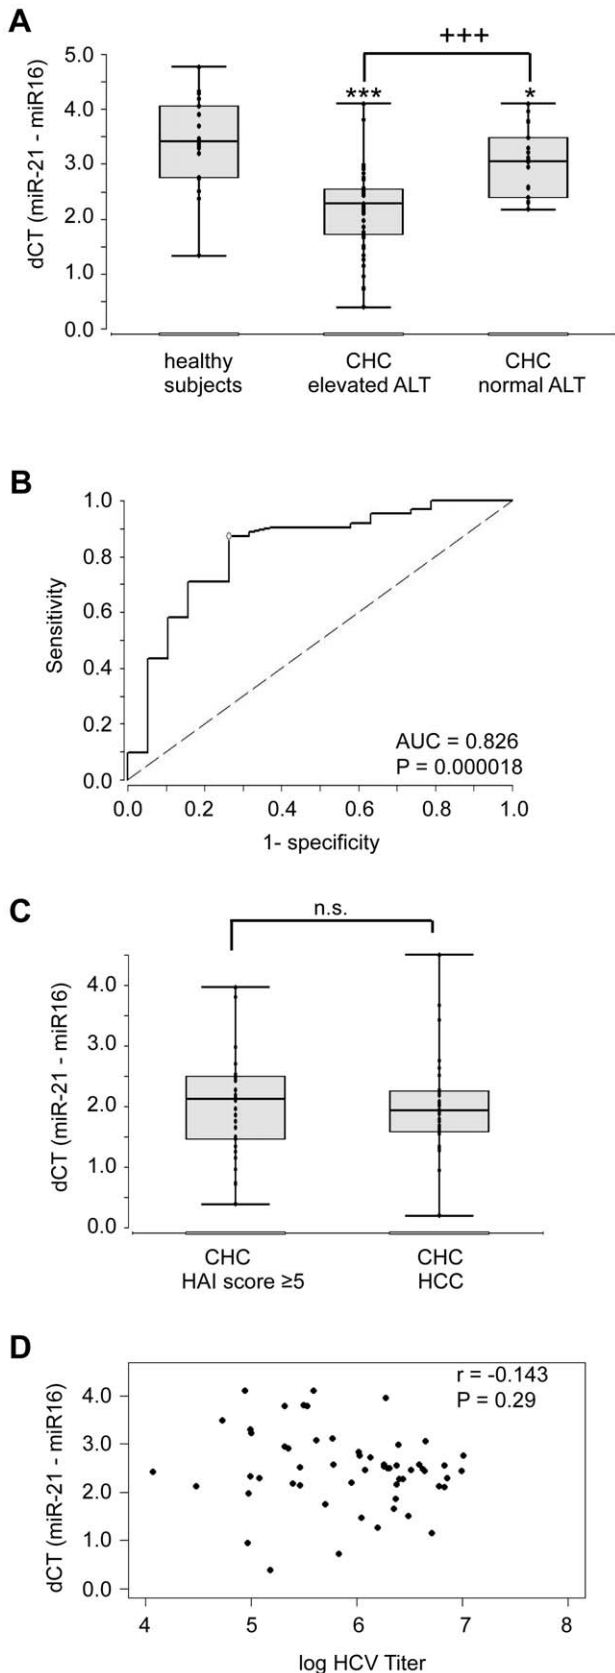 A
+++
***
*
5.0
4.0
3.0
2.0
1.0
0.0
dCT (miR-21 - miR16)
healthy
subjects
CHC
elevated ALT
CHC
normal ALT
B
1.0
0.8
0.6
0.4
0.2
0.0
Sensitivity
AUC = 0.826
P = 0.000018
0.0 0.2 0.4 0.6 0.8 1.0
1- specificity
C
n.s.
4.0
3.0
2.0
1.0
0.0
dCT (miR-21 - miR16)
CHC
HAI score ≥5
CHC
HCC
D
r = -0.143
P = 0.29
4.0
3.0
2.0
1.0
0.0
dCT (miR-21 - miR16)
4 5 6 7 8
log HCV Titer